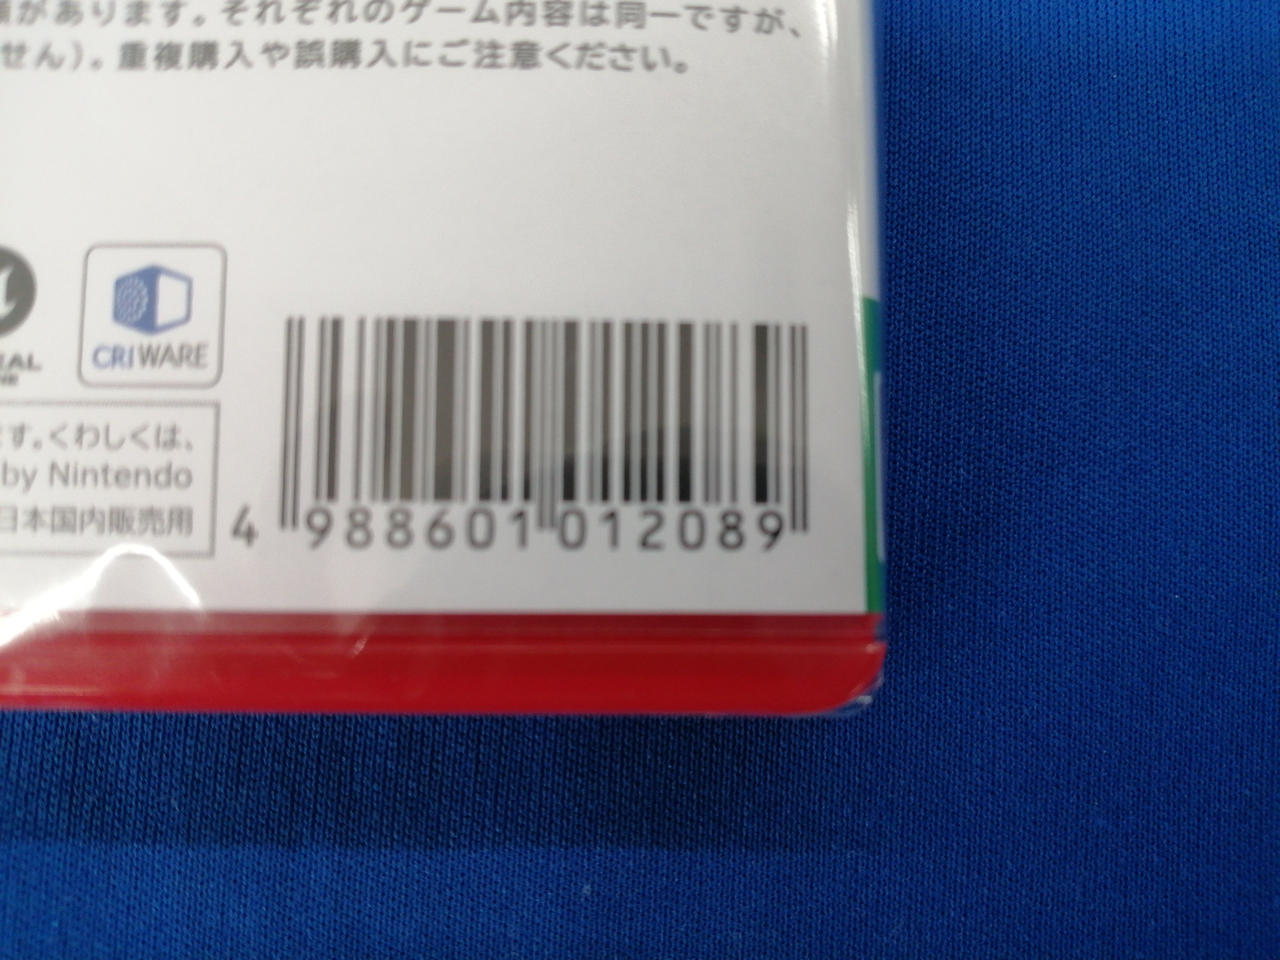 があります。それぞれのゲーム内容は同一ですが、
せん)。重複購入や誤購入にご注意ください。
CRIWARE
EAL
NE
ます。くわしくは、
by Nintendo
日本国内販売用
4 988601 012089